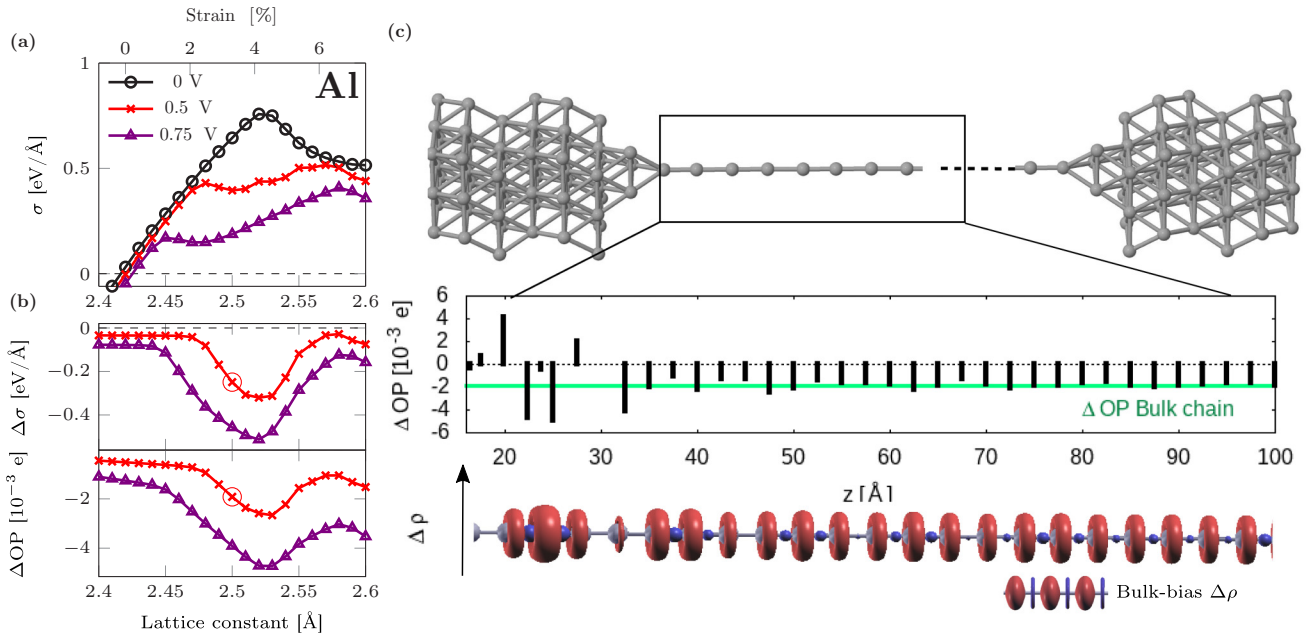 Strain [%]
(a)
0 2 4 6
Al
0 V
0.5 V
0.75 V
1
0.5
0
σ [eV/Å]
2.4 2.45 2.5 2.55 2.6
(b)
0
−0.2
−0.4
Δσ [eV/Å]
−2
−4
ΔOP [10⁻³ e]
2.4 2.45 2.5 2.55 2.6
Lattice constant [Å]
(c)
6
4
2
0
-2
-4
-6
Δ OP [10⁻³ e]
Δ OP Bulk chain
20 30 40 50 60 70 80 90 100
z [Å]
Δρ
Bulk-bias Δρ